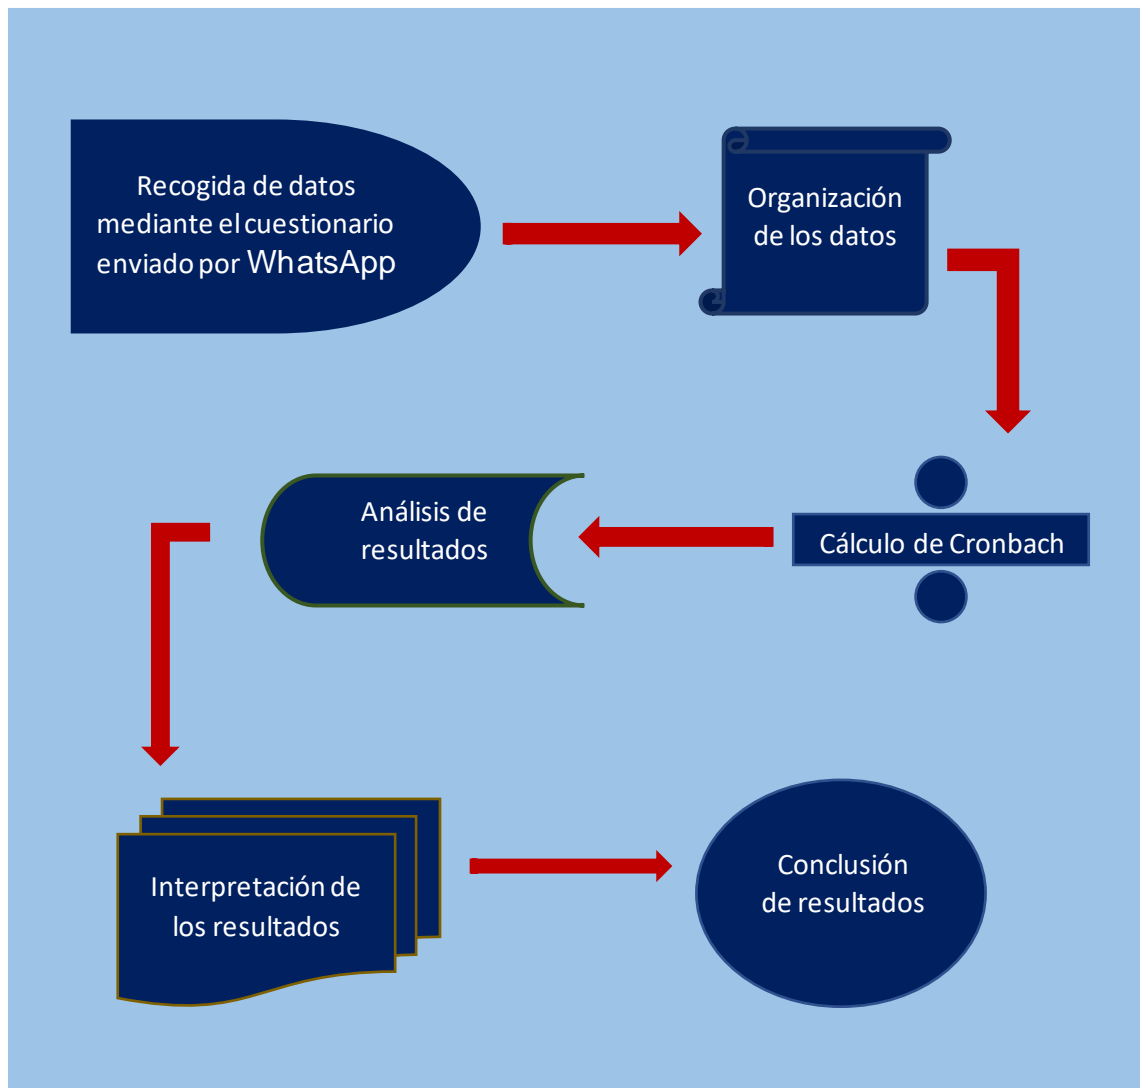 Recogida de datos
mediante el cuestionario
enviado por WhatsApp
Organización
de los datos
Cálculo de Cronbach
Análisis de
resultados
Interpretación de
los resultados
Conclusión
de resultados